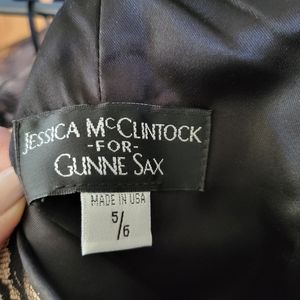 JESSICA MCCLINTOCK
-FOR-
GUNNE SAX
MADE IN USA
5/6